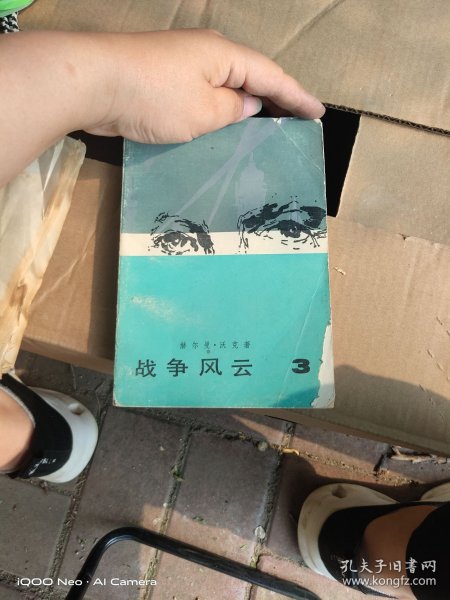 赫尔曼·沃克著
战争风云 3
iQOO Neo · AI Camera
孔夫子旧书网
www.kongfz.com